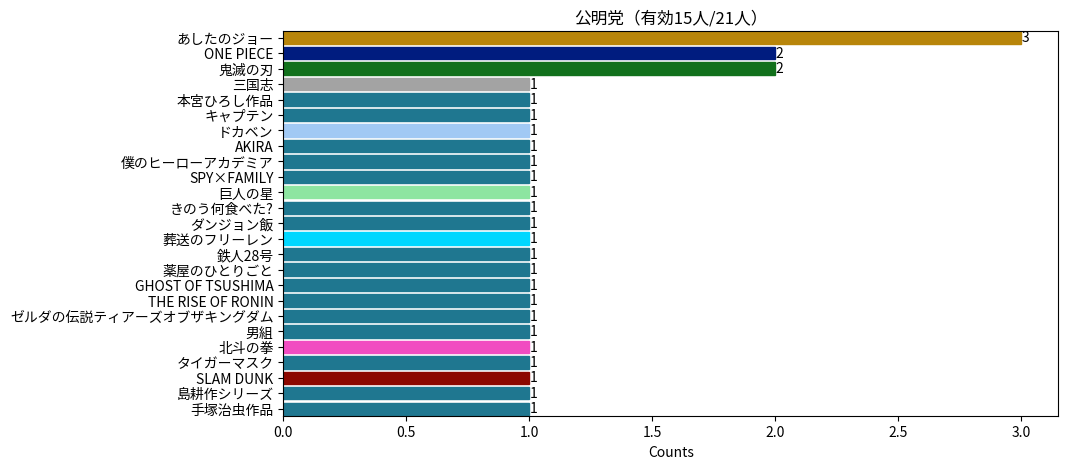 公明党（有効15人/21人）
あしたのジョー 3
ONE PIECE 2
鬼滅の刃 2
三国志 1
本宮ひろし作品 1
キャプテン 1
ドカベン 1
AKIRA 1
僕のヒーローアカデミア 1
SPY×FAMILY 1
巨人の星 1
きのう何食べた? 1
ダンジョン飯 1
葬送のフリーレン 1
鉄人28号 1
薬屋のひとりごと 1
GHOST OF TSUSHIMA 1
THE RISE OF RONIN 1
ゼルダの伝説ティアーズオブザキングダム 1
男組 1
北斗の拳 1
タイガーマスク 1
SLAM DUNK 1
島耕作シリーズ 1
手塚治虫作品 1
0.0 0.5 1.0 1.5 2.0 2.5 3.0
Counts